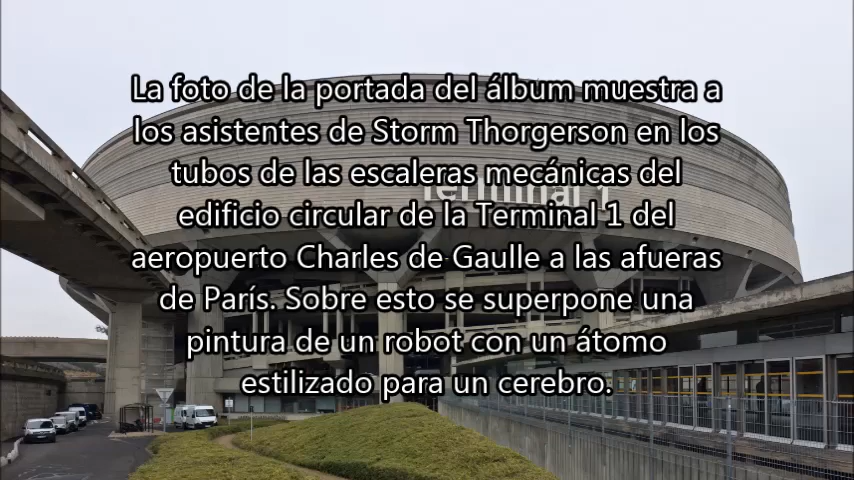 La foto de la portada del álbum muestra a
los asistentes de Storm Thorgerson en los
tubos de las escaleras mecánicas del
Terminal 1
edificio circular de la Terminal 1 del
aeropuerto Charles de Gaulle a las afueras
de París. Sobre esto se superpone una
pintura de un robot con un átomo
estilizado para un cerebro.